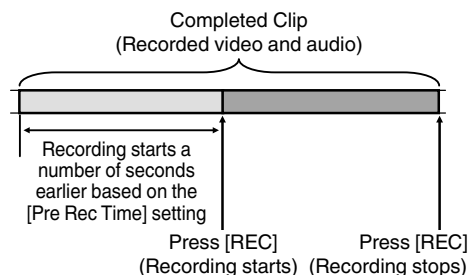 Completed Clip
(Recorded video and audio)
Recording starts a
number of seconds
earlier based on the
[Pre Rec Time] setting
Press [REC]
(Recording starts)
Press [REC]
(Recording stops)